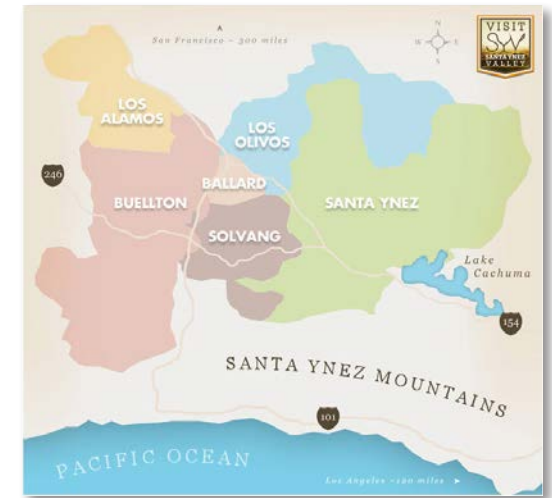 San Francisco ~ 300 miles
N
W E
S
VISIT
SYV
SANTA YNEZ
VALLEY
LOS
ALAMOS
LOS
OLIVOS
246
BALLARD
BUELLTON
SANTA YNEZ
SOLVANG
Lake
Cachuma
154
SANTA YNEZ MOUNTAINS
101
PACIFIC OCEAN
Los Angeles ~120 miles